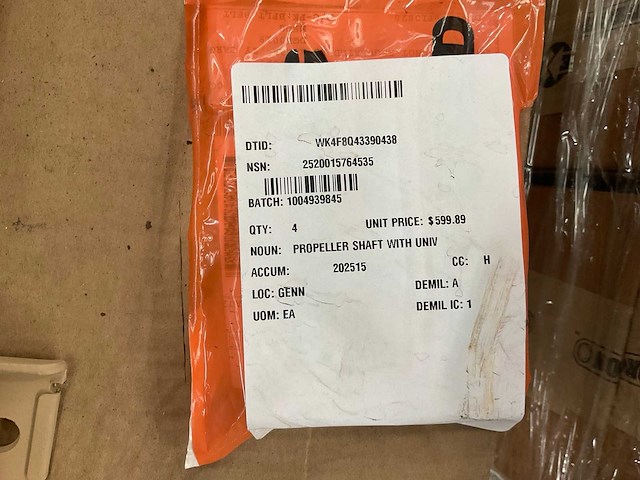 DTID: WK4F8Q43390438
NSN: 2520015764535
BATCH: 1004939845
QTY: 4 UNIT PRICE: $599.89
NOUN: PROPELLER SHAFT WITH UNIV
ACCUM: 202515 CC: H
LOC: GENN DEMIL: A
UOM: EA DEMIL IC: 1